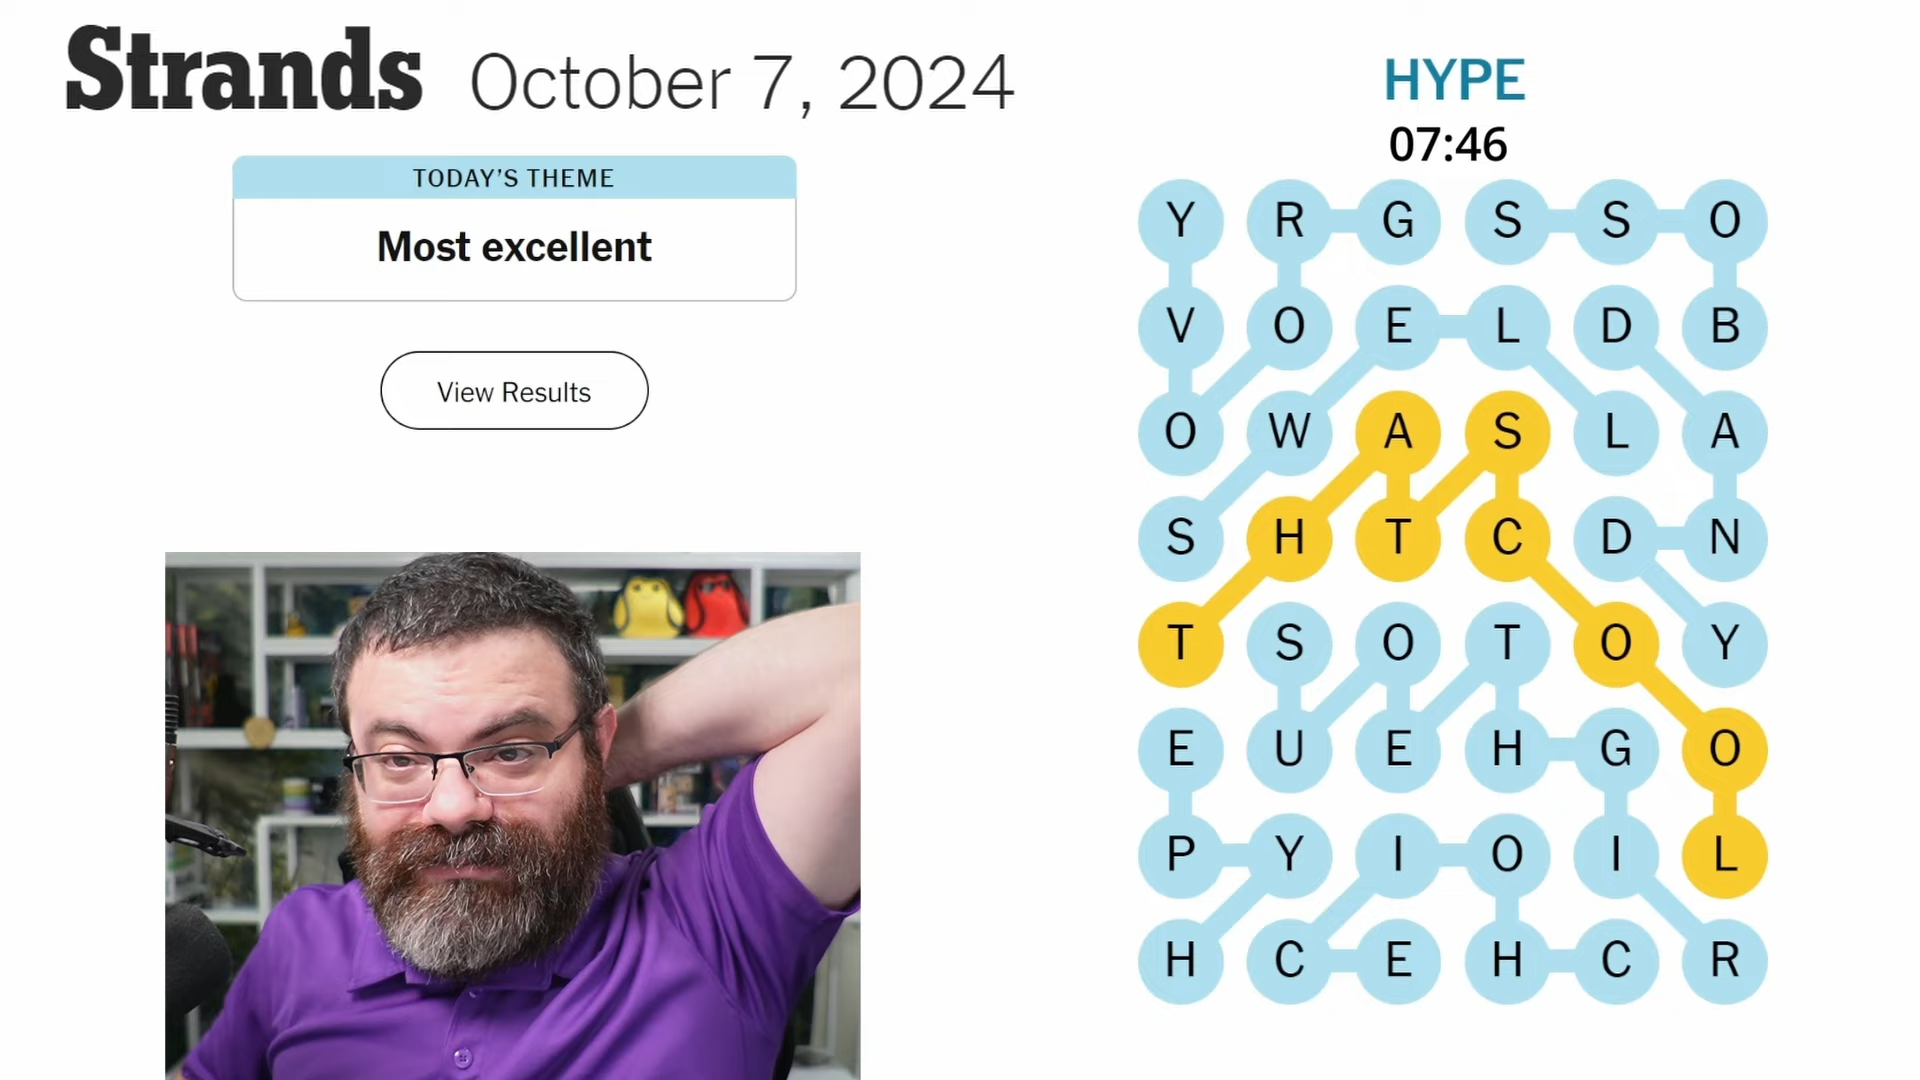 Strands October 7, 2024
TODAY'S THEME
Most excellent
View Results
HYPE
07:46
Y R G S S O
V O E L D B
O W A S L A
S H T C D N
T S O T O Y
E U E H G O
P Y I O I L
H C E H C R